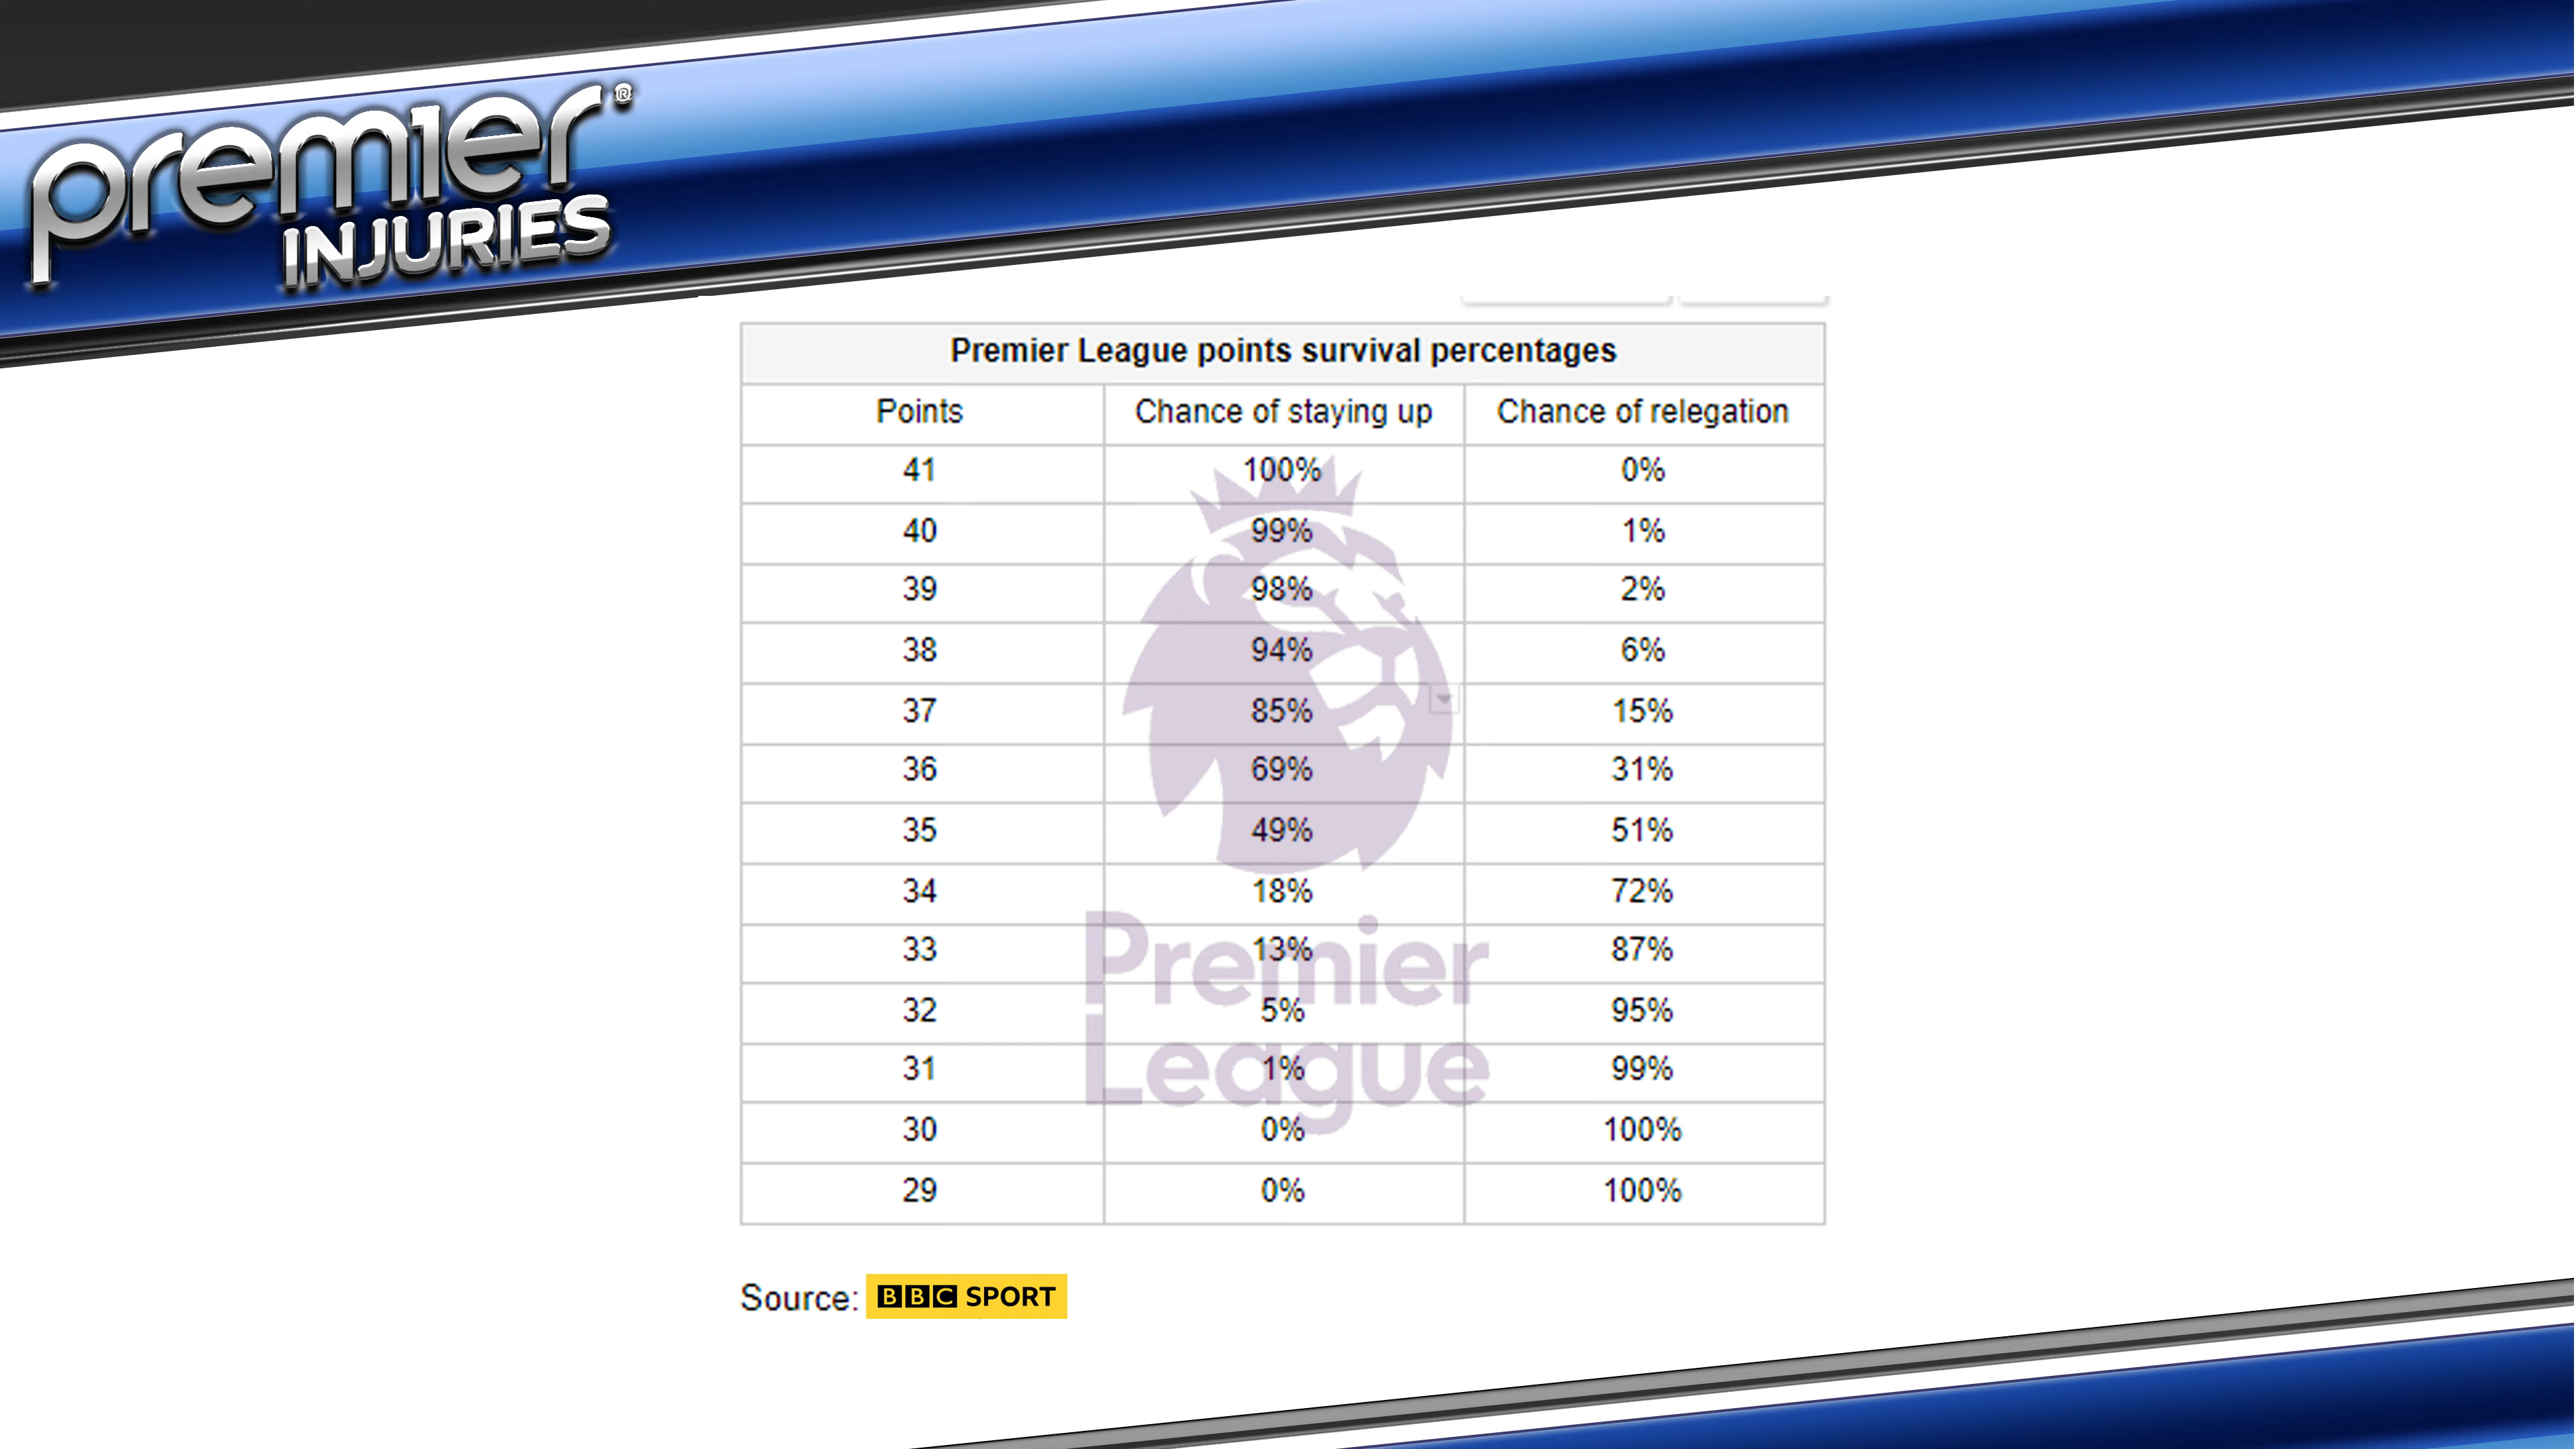 premier®
INJURIES
Premier League points survival percentages
Points Chance of staying up Chance of relegation
41 100% 0%
40 99% 1%
39 98% 2%
38 94% 6%
37 85% 15%
36 69% 31%
35 49% 51%
34 18% 72%
33 13% 87%
32 5% 95%
31 1% 99%
30 0% 100%
29 0% 100%
Premier
League
Source: BBC SPORT